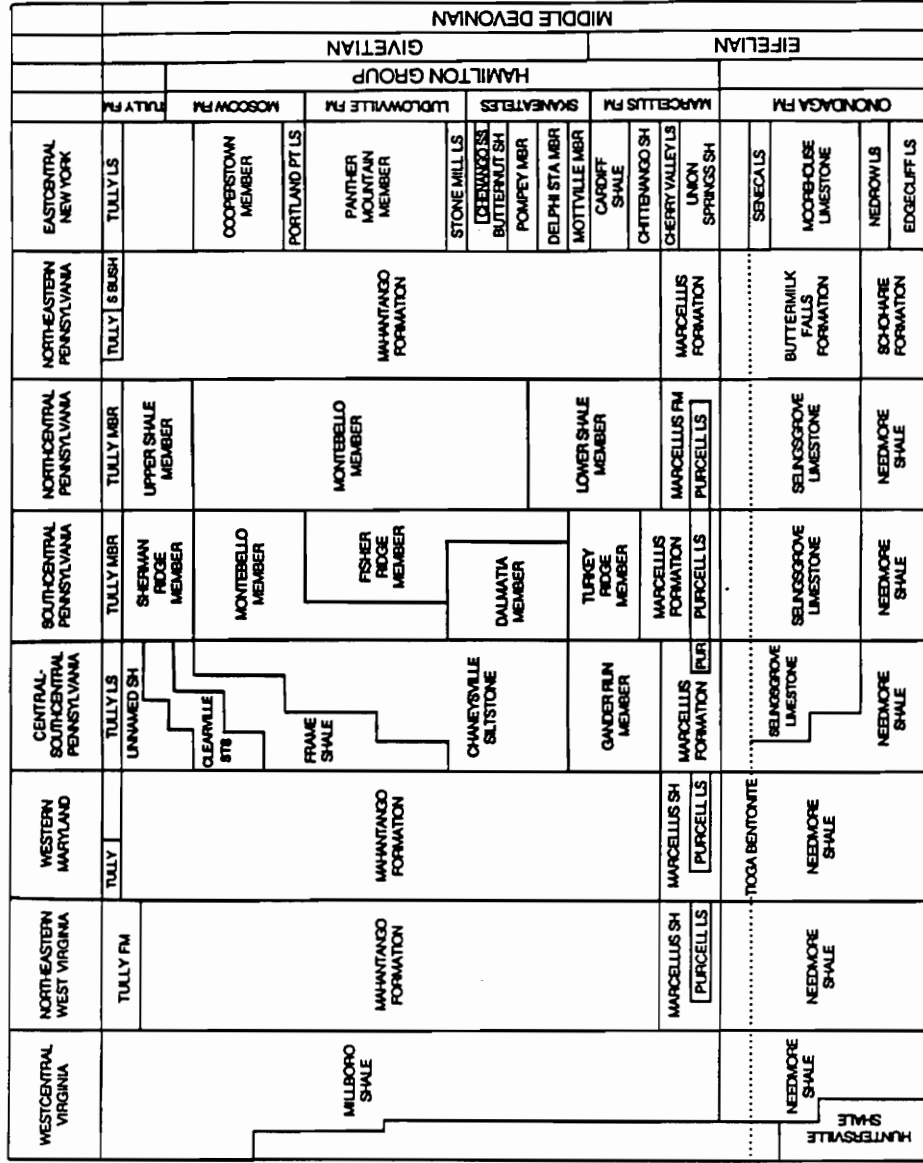 MIDDLE DEVONIAN
GIVETIAN
EIFELIAN
HAMILTON GROUP
TULLY FM
MOSCOW FM
LUDLOWVILLE FM
SKANEATELES
MARCELLUS FM
ONONDAGA FM
EASTCENTRAL
NEW YORK
TULLY LS
COOPERSTOWN
MEMBER
PORTLAND PT LS
PANTHER
MOUNTAIN
MEMBER
STONE MILL LS
CHENANGO SS
BUTTERNUT SH
POMPEY MBR
DELPHI STA MBR
MOTTVILLE MBR
CARDIFF
SHALE
CHITTENANGO SH
CHERRY VALLEY LS
UNION
SPRINGS SH
SENECA LS
MOOREHOUSE
LIMESTONE
NEDROW LS
EDGECLIFF LS
NORTHEASTERN
PENNSYLVANIA
TULLY
S BUSH
MAHANTANGO
FORMATION
MARCELLUS
FORMATION
BUTTERMILK
FALLS
FORMATION
SCHOHARIE
FORMATION
NORTHCENTRAL
PENNSYLVANIA
TULLY MBR
UPPER SHALE
MEMBER
MONTEBELLO
MEMBER
LOWER SHALE
MEMBER
MARCELLUS FM
PURCELL LS
SELINSGROVE
LIMESTONE
NEEDMORE
SHALE
SOUTHCENTRAL
PENNSYLVANIA
TULLY MBR
SHERMAN
RIDGE
MEMBER
MONTEBELLO
MEMBER
FISHER
RIDGE
MEMBER
DALMATIA
MEMBER
TURKEY
RIDGE
MEMBER
MARCELLUS
FORMATION
PURCELL LS
SELINSGROVE
LIMESTONE
NEEDMORE
SHALE
CENTRAL-
SOUTHCENTRAL
PENNSYLVANIA
TULLY LS
UNNAMED SH
CLEARVILLE
STS
FRAME
SHALE
CHANEYSVILLE
SILTSTONE
GANDER RUN
MEMBER
MARCELLUS
FORMATION
PUR
SELINSGROVE
LIMESTONE
NEEDMORE
SHALE
WESTERN
MARYLAND
TULLY
MAHANTANGO
FORMATION
MARCELLUS SH
PURCELL LS
TIOGA BENTONITE
NEEDMORE
SHALE
NORTHEASTERN
WEST VIRGINIA
TULLY FM
MAHANTANGO
FORMATION
MARCELLUS SH
PURCELL LS
NEEDMORE
SHALE
WESTCENTRAL
VIRGINIA
MILLBORO
SHALE
NEEDMORE
SHALE
HUNTERSVILLE
SHALE